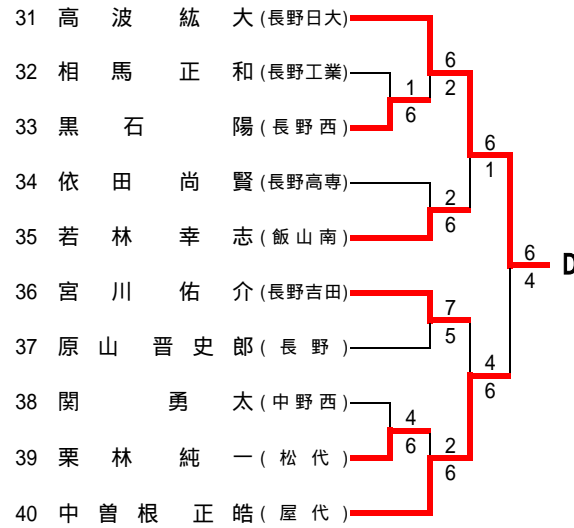 31 高波 紘大 (長野日大)
6
32 相馬 正和 (長野工業)
2
1
33 黒石 陽 (長野西)
6
6
1
34 依田 尚賢 (長野高専)
2
35 若林 幸志 (飯山南)
6
6
D
4
36 宮川 佑介 (長野吉田)
7
37 原山 晋史郎 (長野)
5
4
38 関 勇太 (中野西)
6
4
39 栗林 純一 (松代)
6
2
6
40 中曽根 正皓 (屋代)